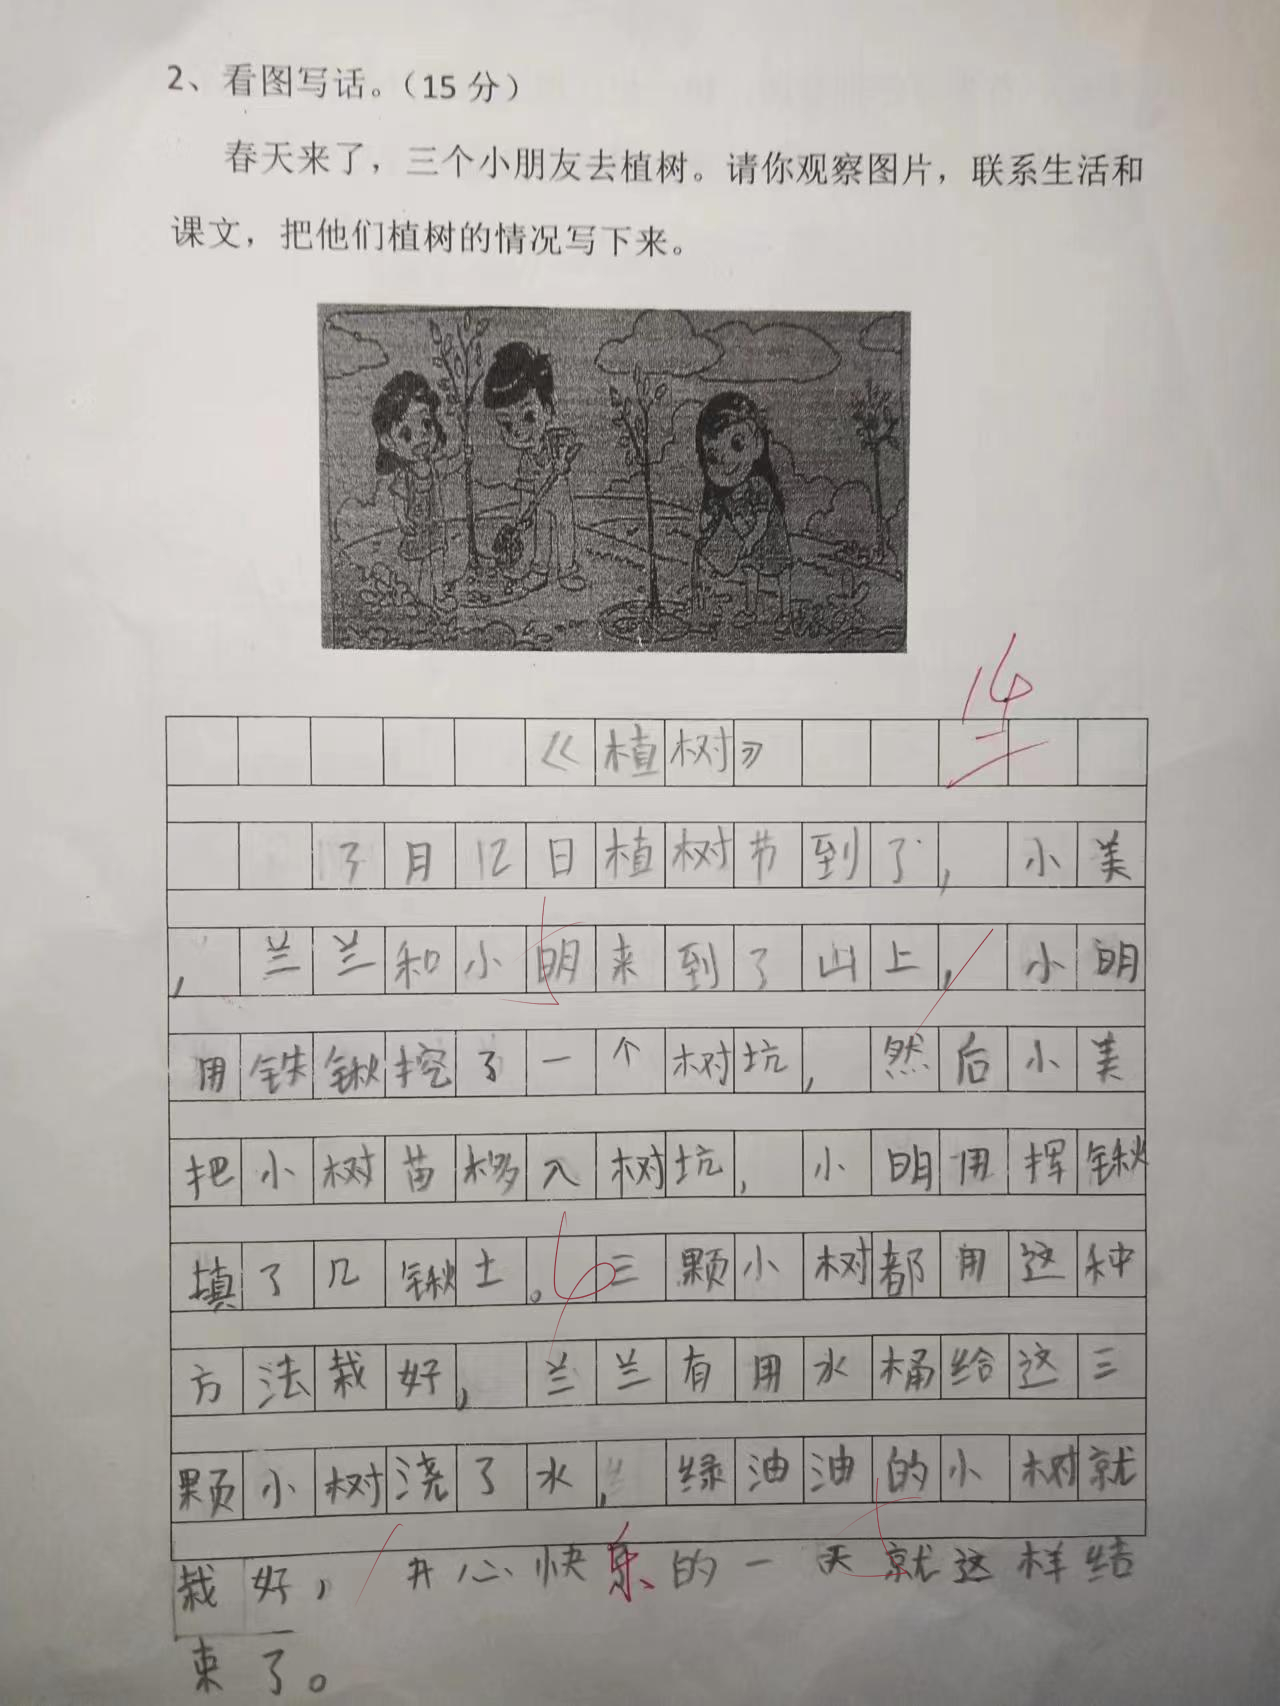 2、看图写话。（15 分）
春天来了，三个小朋友去植树。请你观察图片，联系生活和
课文，把他们植树的情况写下来。
14
《植树》
3月12日植树节到了，小美
，兰兰和小明来到了山上，小明
用铁锹挖了一个树坑，然后小美
把小树苗移入树坑，小明用挥锹
填了几锹土。三颗小树都用这种
方法栽好，兰兰有用水桶给这三
颗小树浇了水，绿油油的小树就
栽好，开心快乐的一天就这样结
束了。